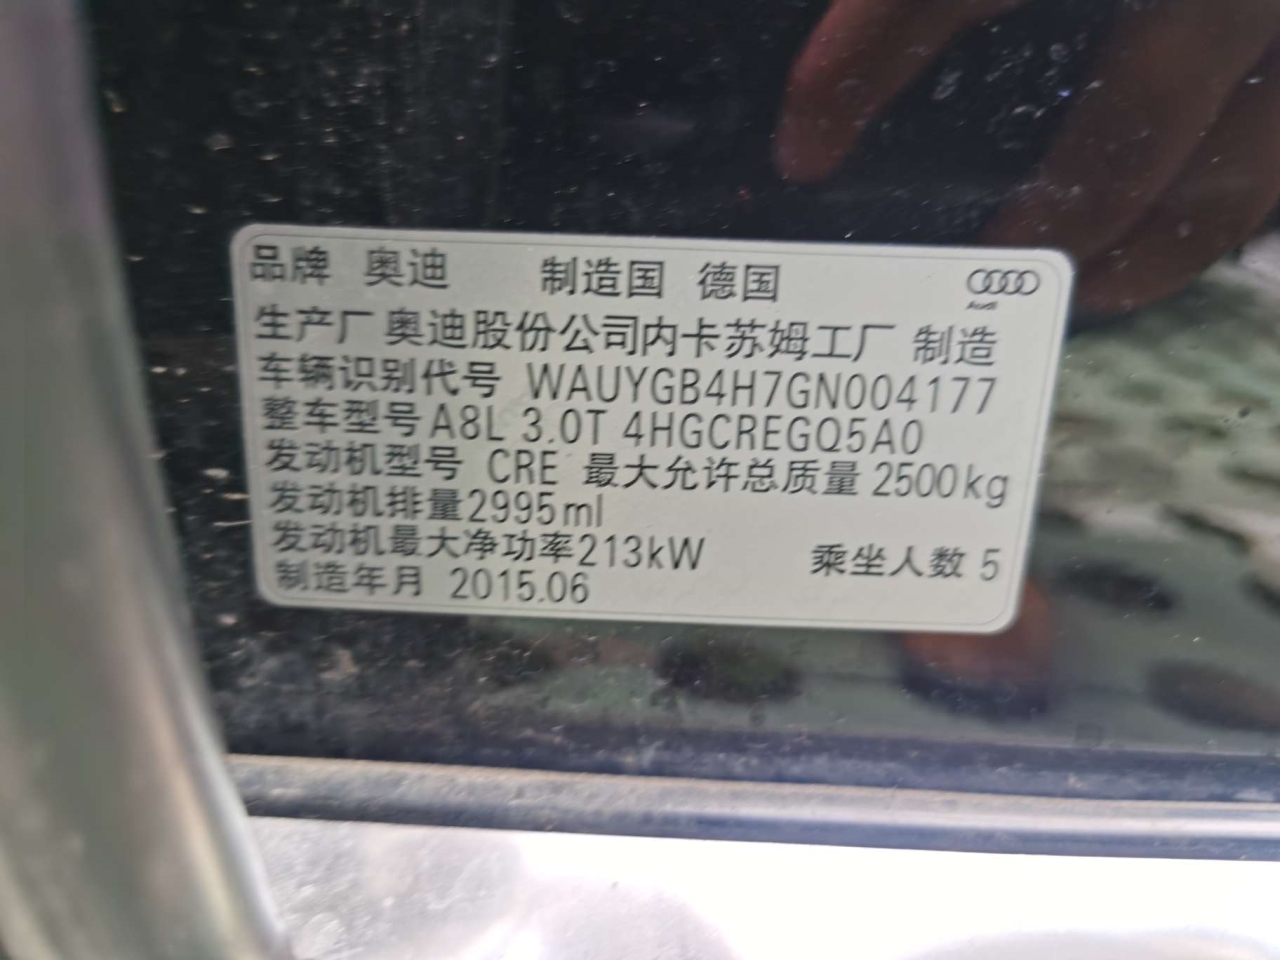 品牌 奥迪 制造国 德国
Audi
生产厂 奥迪股份公司内卡苏姆工厂 制造
车辆识别代号 WAUYGB4H7GN004177
整车型号 A8L 3.0T 4HGCREGQ5A0
发动机型号 CRE 最大允许总质量 2500kg
发动机排量2995ml
发动机最大净功率213kW 乘坐人数 5
制造年月 2015.06